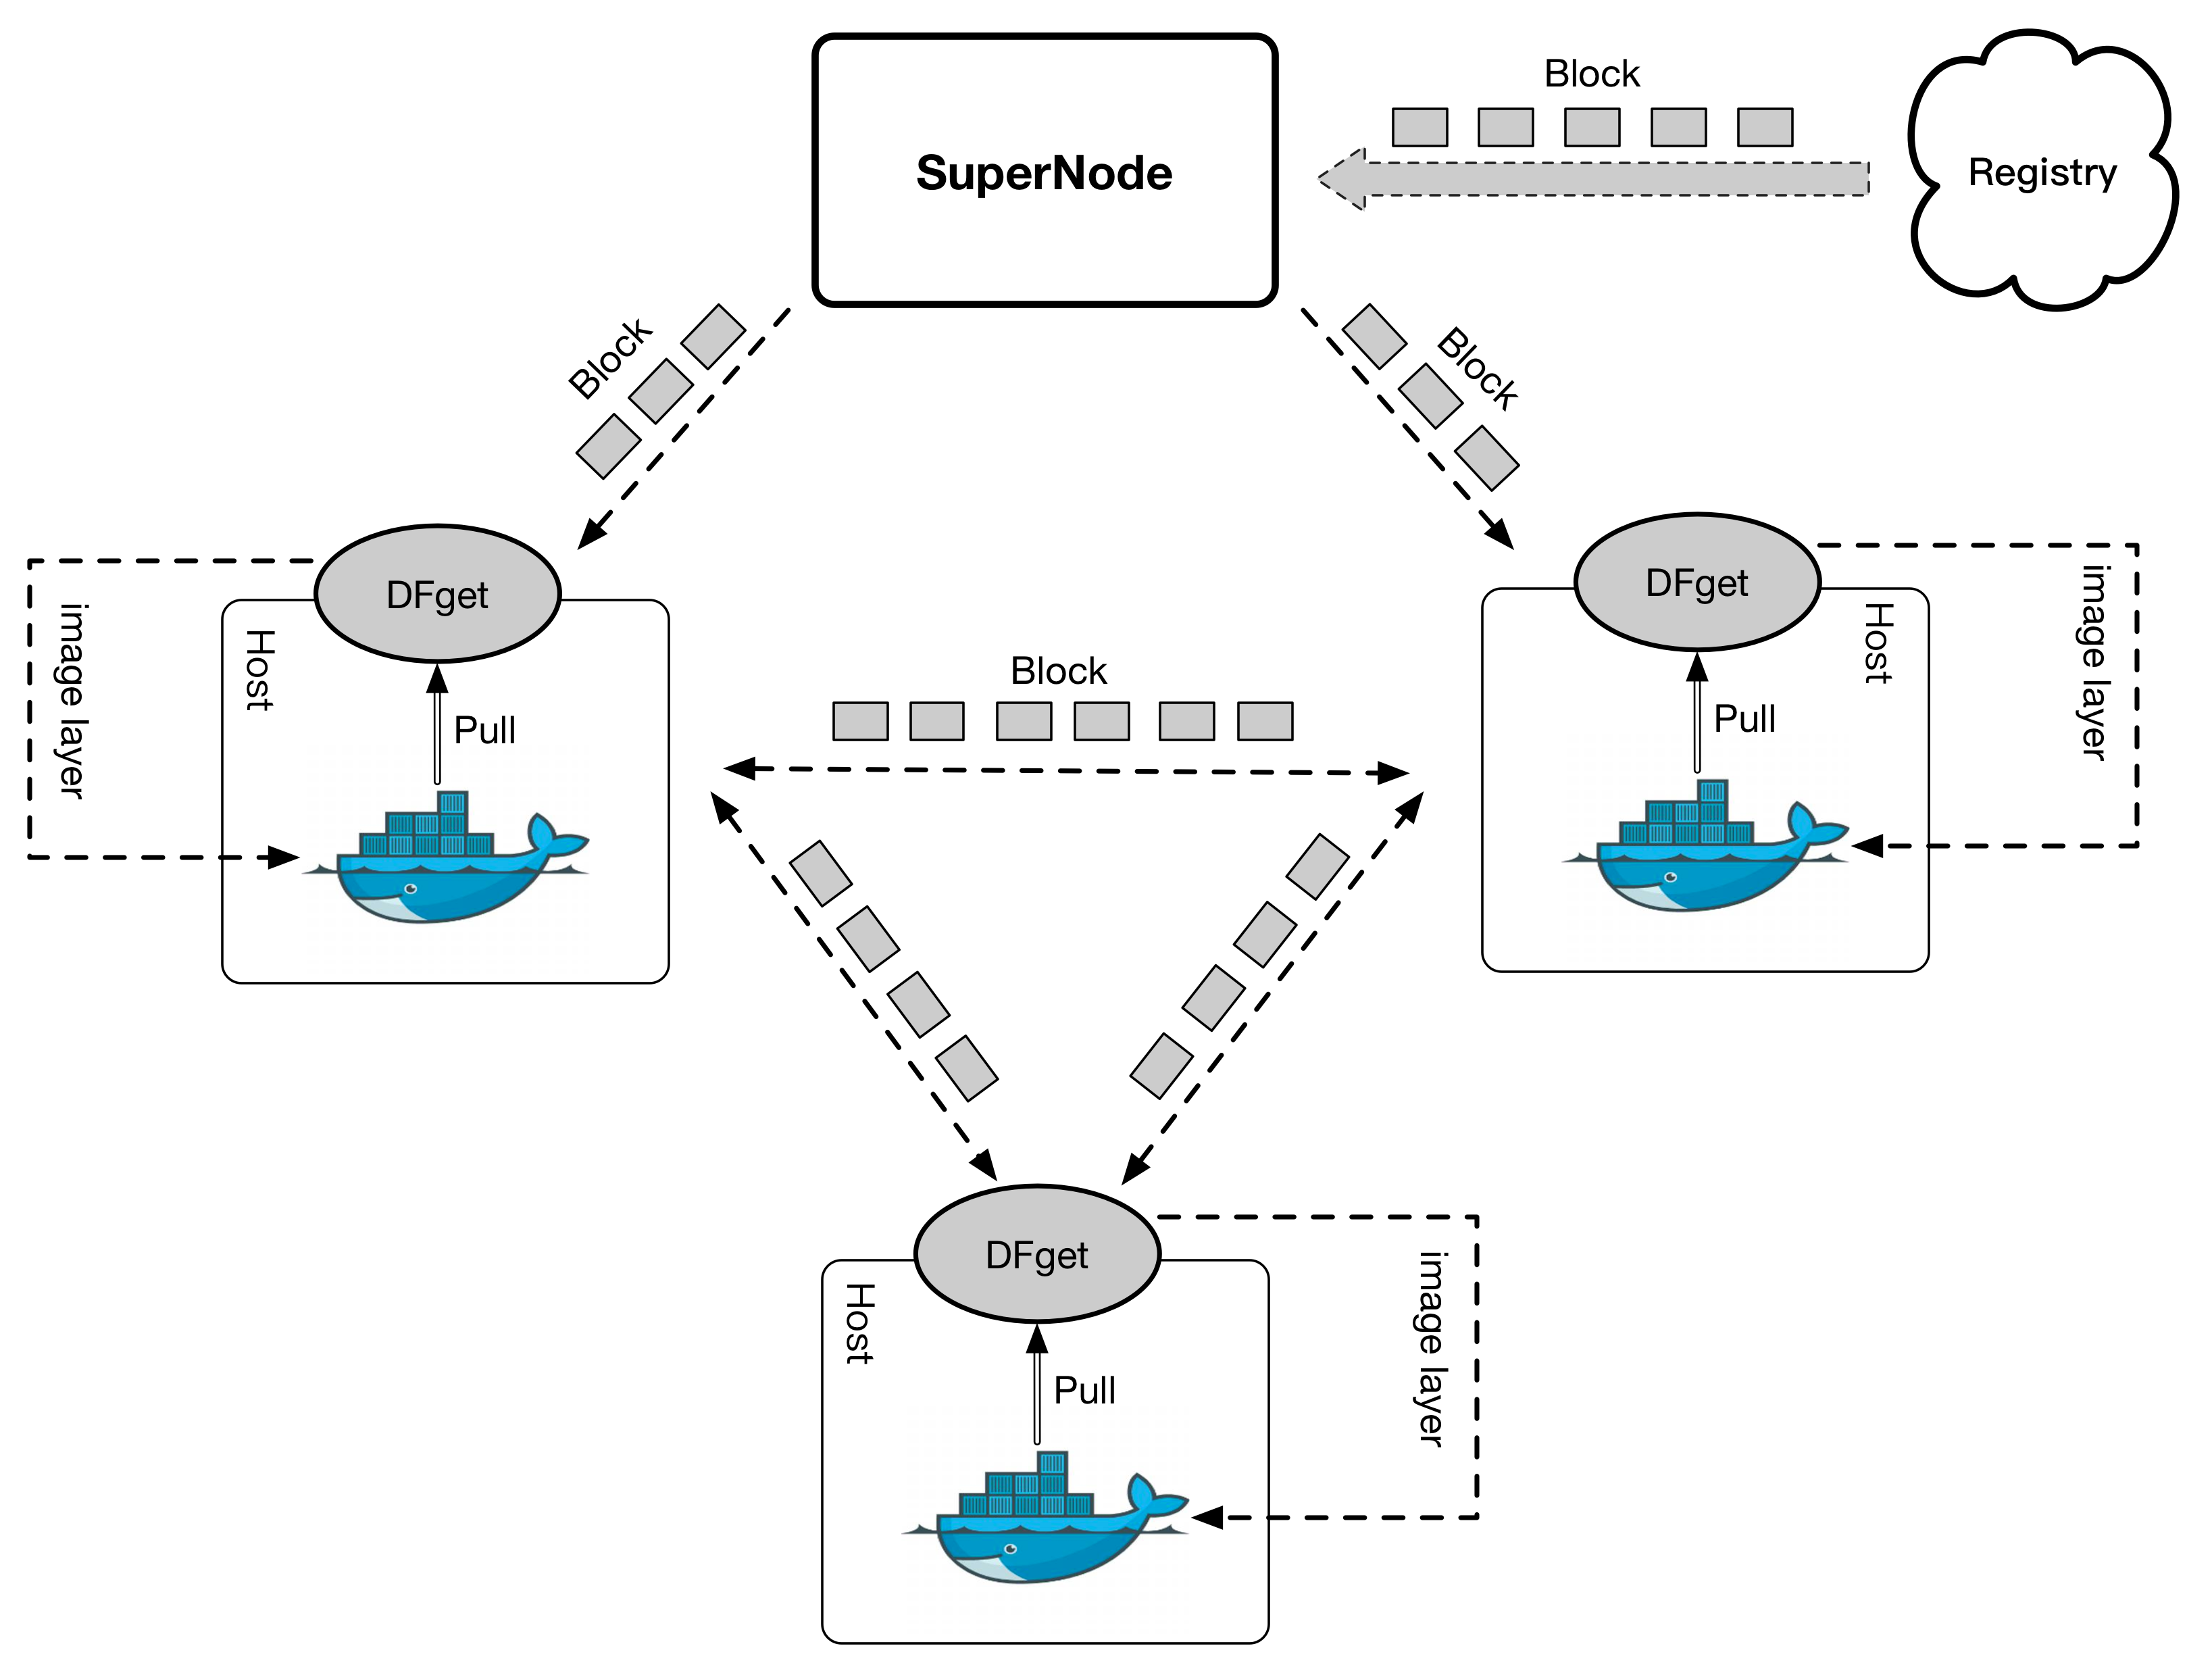 Block
SuperNode
Registry
Block
Block
DFget
DFget
image layer
Host
Pull
Block
Host
Pull
image layer
DFget
Host
Pull
image layer